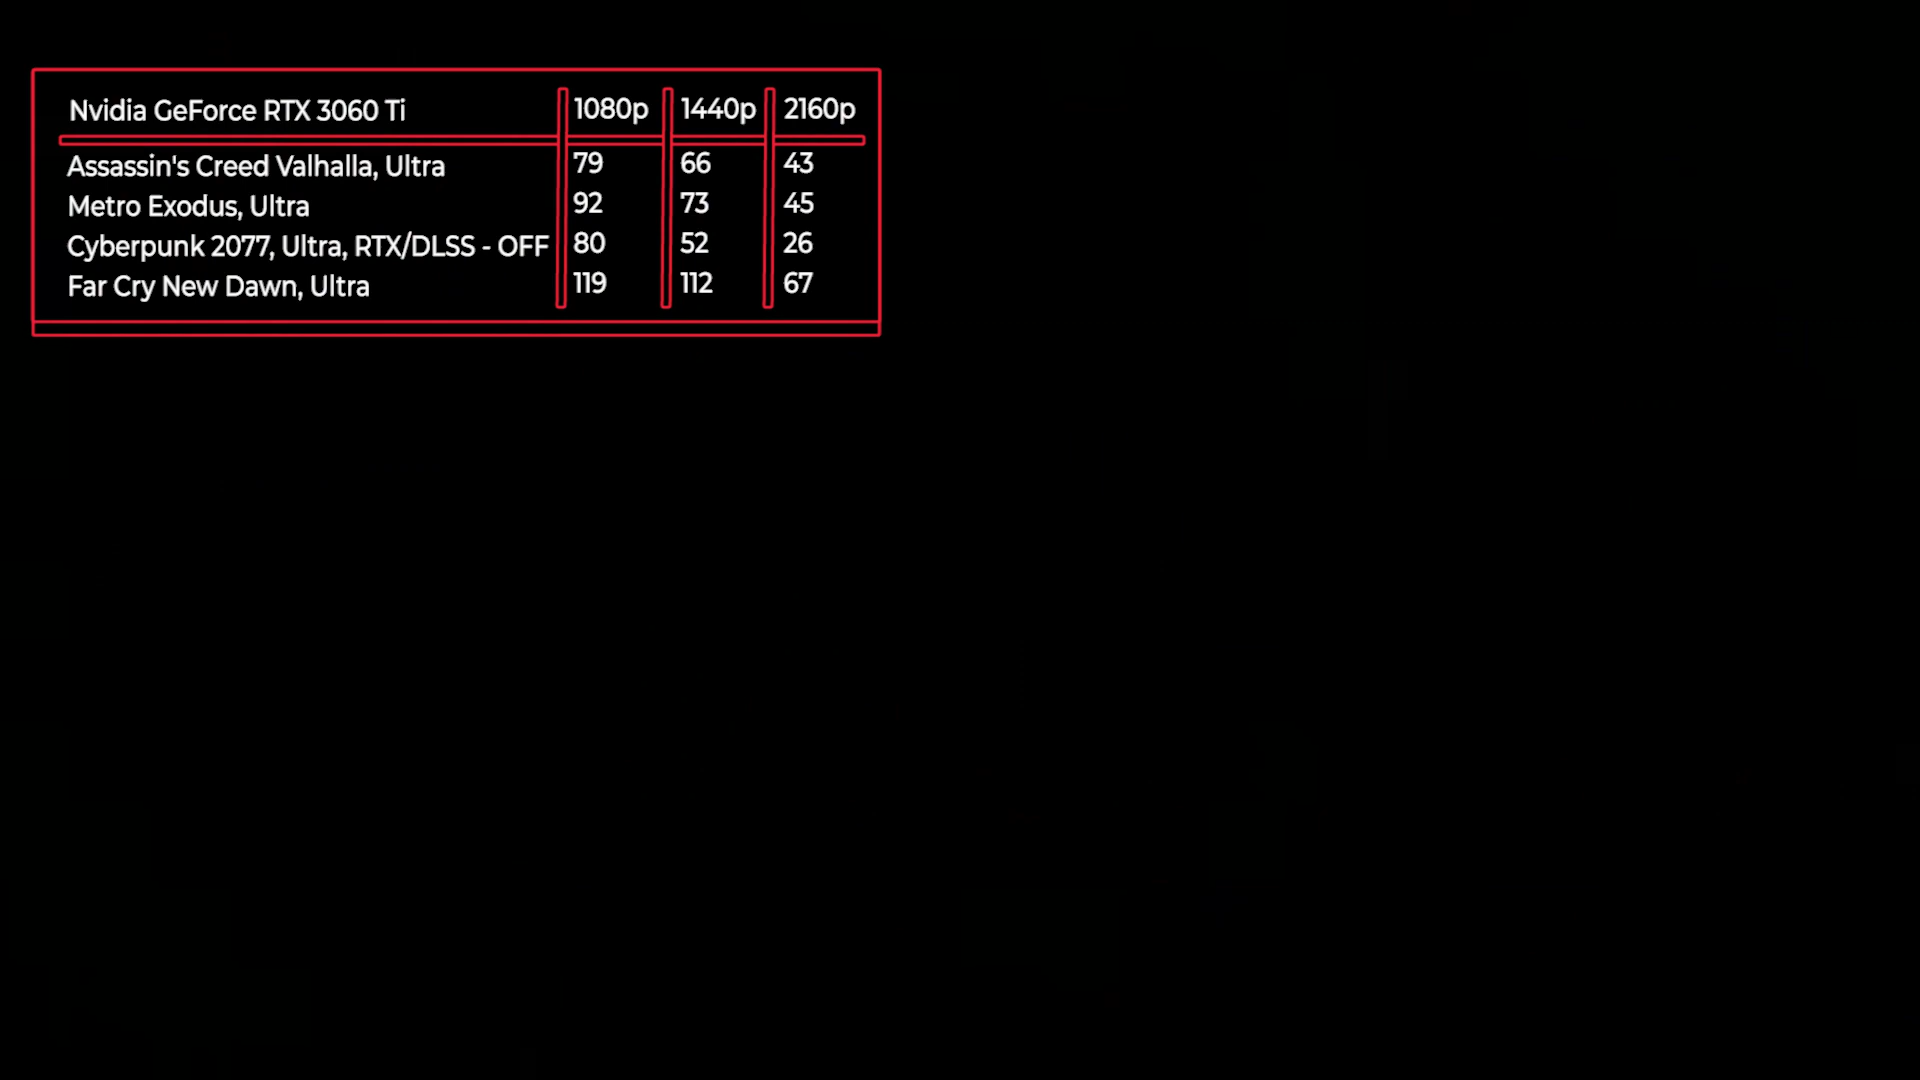 Nvidia GeForce RTX 3060 Ti 1080p 1440p 2160p
Assassin's Creed Valhalla, Ultra 79 66 43
Metro Exodus, Ultra 92 73 45
Cyberpunk 2077, Ultra, RTX/DLSS - OFF 80 52 26
Far Cry New Dawn, Ultra 119 112 67